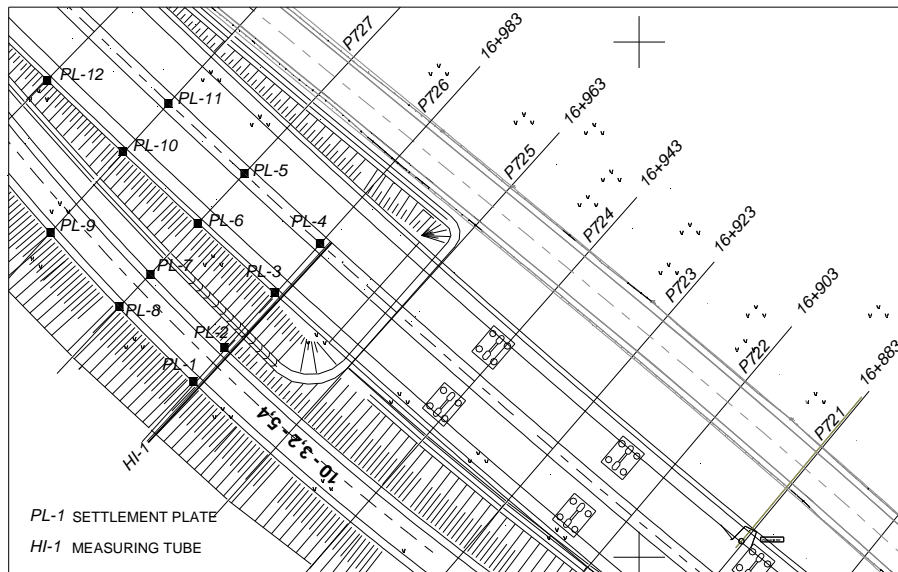 P727
16+983
PL-12
P726
PL-11
16+963
PL-10
P725
16+943
PL-5
PL-9
PL-6
PL-4
P724
16+923
PL-7
PL-3
P723
16+903
PL-8
PL-2
P722
16+883
PL-1
P721
HI-1
10 - 3,2 - 5,4
PL-1 SETTLEMENT PLATE
HI-1 MEASURING TUBE